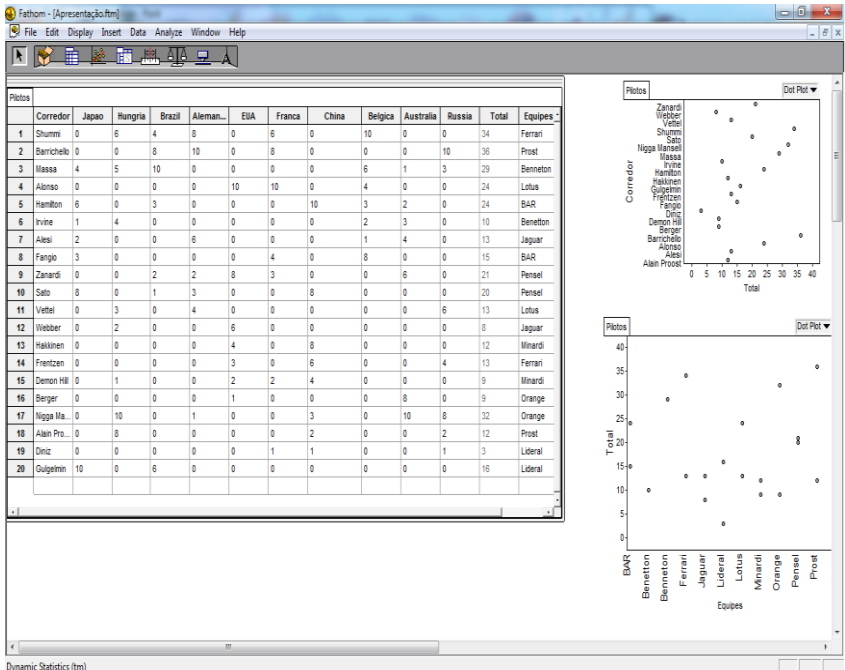 Fathom - [Apresentação.ftm]
File Edit Display Insert Data Analyze Window Help
Pilotos
Corredor Japao Hungria Brazil Aleman... EUA Franca China Belgica Australia Russia Total Equipes
1 Shummi 0 6 4 8 0 6 0 10 0 0 34 Ferrari
2 Barrichello 0 0 8 10 0 8 0 0 0 10 36 Prost
3 Massa 4 5 10 0 0 0 0 6 1 3 29 Benneton
4 Alonso 0 0 0 0 10 10 0 4 0 0 24 Lotus
5 Hamilton 6 0 3 0 0 0 10 3 2 0 24 BAR
6 Irvine 1 4 0 0 0 0 0 2 3 0 10 Benetton
7 Alesi 2 0 0 6 0 0 0 1 4 0 13 Jaguar
8 Fangio 3 0 0 0 0 4 0 8 0 0 15 BAR
9 Zanardi 0 0 2 2 8 3 0 0 6 0 21 Pensel
10 Sato 8 0 1 3 0 0 8 0 0 0 20 Pensel
11 Vettel 0 3 0 4 0 0 0 0 0 6 13 Lotus
12 Webber 0 2 0 0 6 0 0 0 0 0 8 Jaguar
13 Hakkinen 0 0 0 0 4 0 8 0 0 0 12 Minardi
14 Frentzen 0 0 0 0 3 0 6 0 0 4 13 Ferrari
15 Demon Hill 0 1 0 0 2 2 4 0 0 0 9 Minardi
16 Berger 0 0 0 0 1 0 0 0 8 0 9 Orange
17 Nigga Ma... 0 10 0 1 0 0 3 0 10 8 32 Orange
18 Alain Pro... 0 8 0 0 0 0 2 0 0 2 12 Prost
19 Diniz 0 0 0 0 0 1 1 0 0 1 3 Lideral
20 Gulgelmin 10 0 6 0 0 0 0 0 0 0 16 Lideral
Pilotos
Dot Plot
Corredor
Zanardi
Webber
Vettel
Shummi
Sato
Nigga Mansell
Massa
Irvine
Hamilton
Hakkinen
Gulgelmin
Frentzen
Fangio
Diniz
Demon Hill
Berger
Barrichello
Alonso
Alesi
Alain Proost
0 5 10 15 20 25 30 35 40
Total
Pilotos
Dot Plot
Total
40
35
30
25
20
15
10
5
0
BAR Benetton Benneton Ferrari Jaguar Lideral Lotus Minardi Orange Pensel Prost
Equipes
Dynamic Statistics (tm)